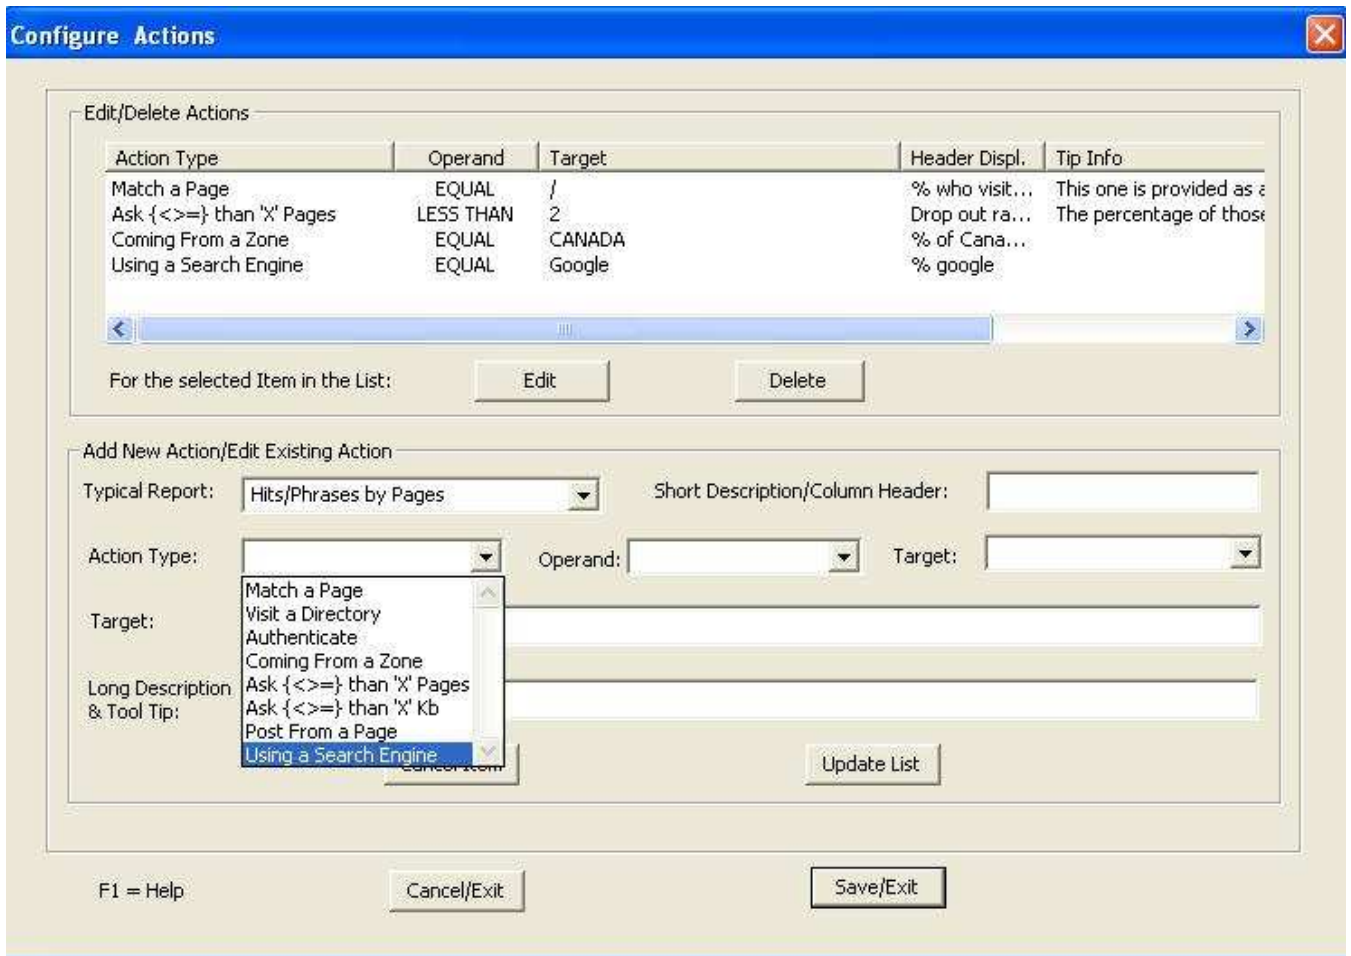 Configure Actions
Edit/Delete Actions
Action Type Operand Target Header Displ. Tip Info
Match a Page EQUAL / % who visit... This one is provided as a
Ask {<>=} than 'X' Pages LESS THAN 2 Drop out ra... The percentage of those
Coming From a Zone EQUAL CANADA % of Cana...
Using a Search Engine EQUAL Google % google
For the selected Item in the List: Edit Delete
Add New Action/Edit Existing Action
Typical Report: Hits/Phrases by Pages Short Description/Column Header:
Action Type: Operand: Target:
Match a Page
Visit a Directory
Authenticate
Coming From a Zone
Ask {<>=} than 'X' Pages
Ask {<>=} than 'X' Kb
Post From a Page
Using a Search Engine
Target:
Long Description
& Tool Tip:
Update List
F1 = Help Cancel/Exit Save/Exit